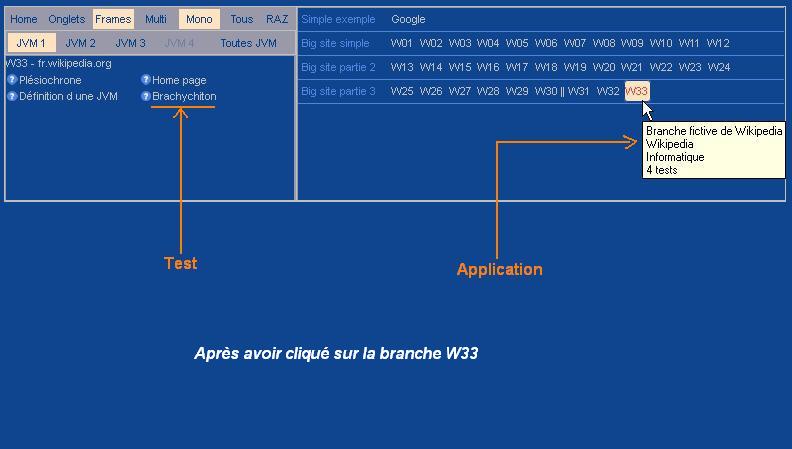 Home Onglets Frames Multi Mono Tous RAZ
JVM 1 JVM 2 JVM 3 JVM 4 Toutes JVM
W33 - fr.wikipedia.org
Plésiochrone Home page
Définition d une JVM Brachychiton
Simple exemple Google
Big site simple W01 W02 W03 W04 W05 W06 W07 W08 W09 W10 W11 W12
Big site partie 2 W13 W14 W15 W16 W17 W18 W19 W20 W21 W22 W23 W24
Big site partie 3 W25 W26 W27 W28 W29 W30 || W31 W32 W33
Branche fictive de Wikipedia
Wikipedia
Informatique
4 tests
Test
Application
Après avoir cliqué sur la branche W33